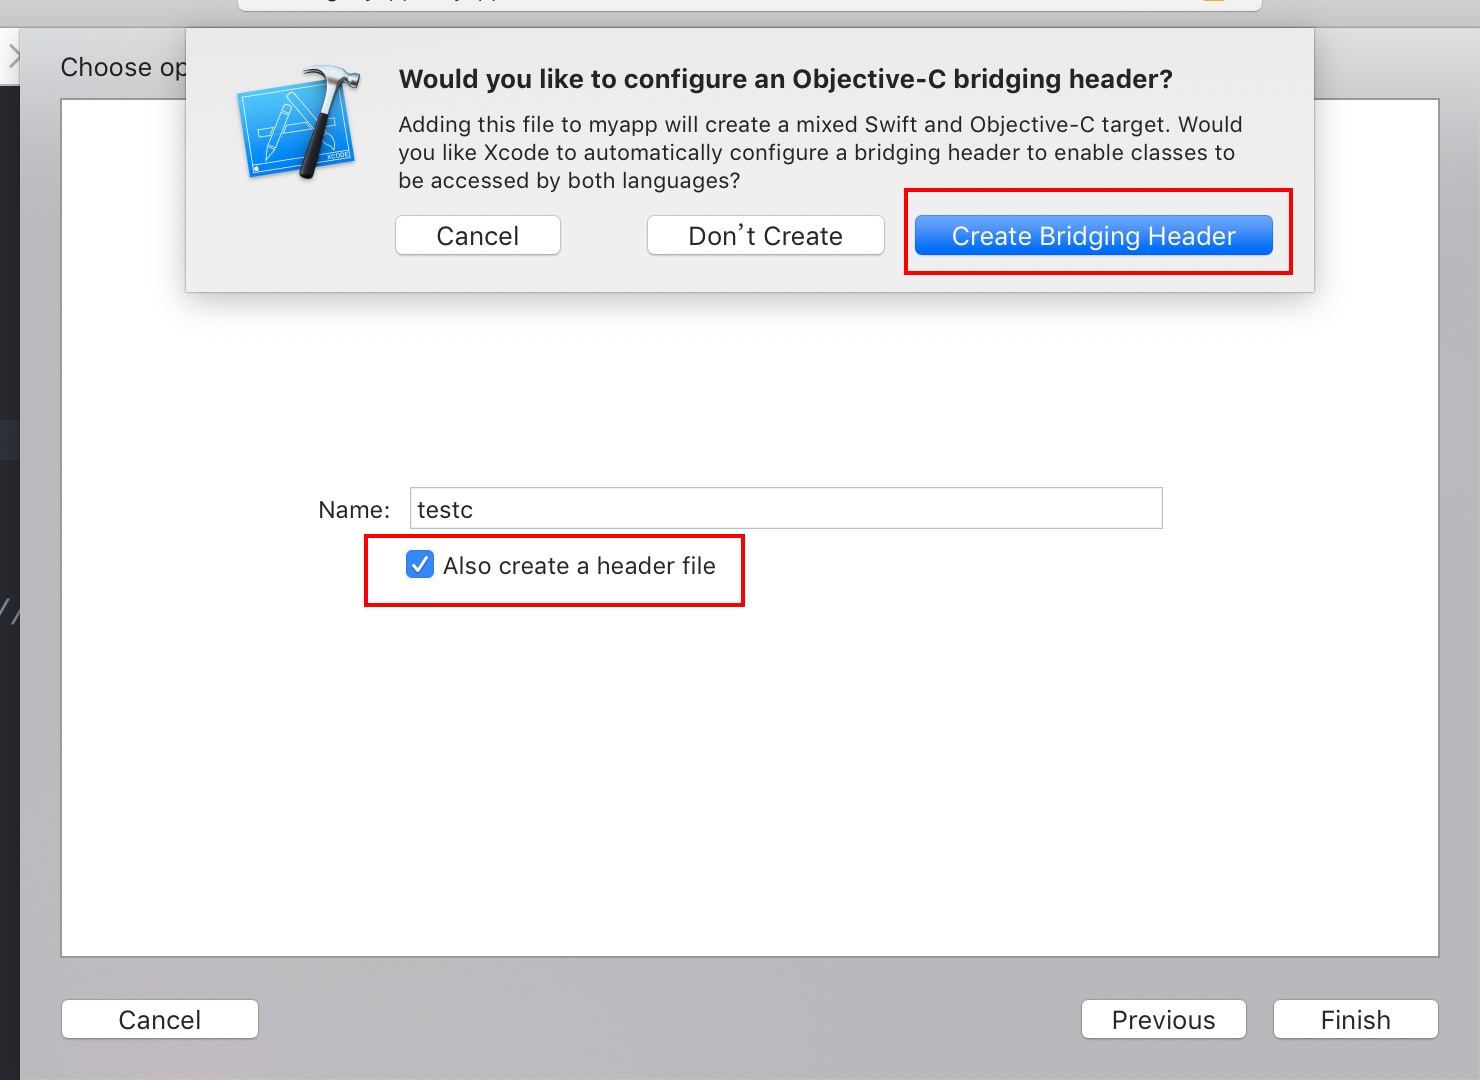 Choose op
Would you like to configure an Objective-C bridging header?
Adding this file to myapp will create a mixed Swift and Objective-C target. Would
you like Xcode to automatically configure a bridging header to enable classes to
be accessed by both languages?
Cancel
Don’t Create
Create Bridging Header
XCODE
Name:
testc
Also create a header file
//
Cancel
Previous
Finish